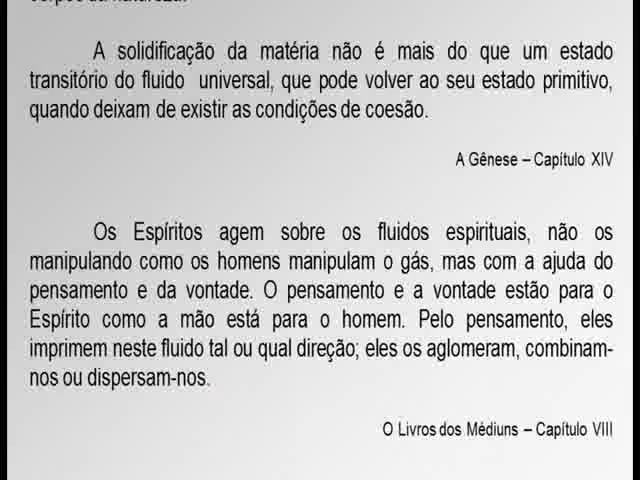 A solidificação da matéria não é mais do que um estado
transitório do fluido universal, que pode volver ao seu estado primitivo,
quando deixam de existir as condições de coesão.
A Gênese – Capítulo XIV
Os Espíritos agem sobre os fluidos espirituais, não os
manipulando como os homens manipulam o gás, mas com a ajuda do
pensamento e da vontade. O pensamento e a vontade estão para o
Espírito como a mão está para o homem. Pelo pensamento, eles
imprimem neste fluido tal ou qual direção; eles os aglomeram, combinam-
nos ou dispersam-nos.
O Livros dos Médiuns – Capítulo VIII